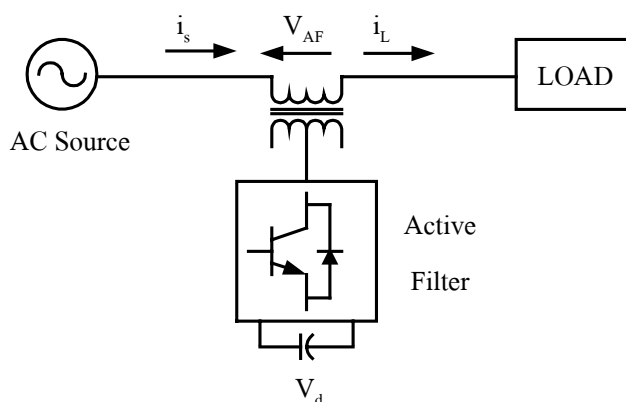 i_s
V_AF
i_L
LOAD
AC Source
Active
Filter
V_d